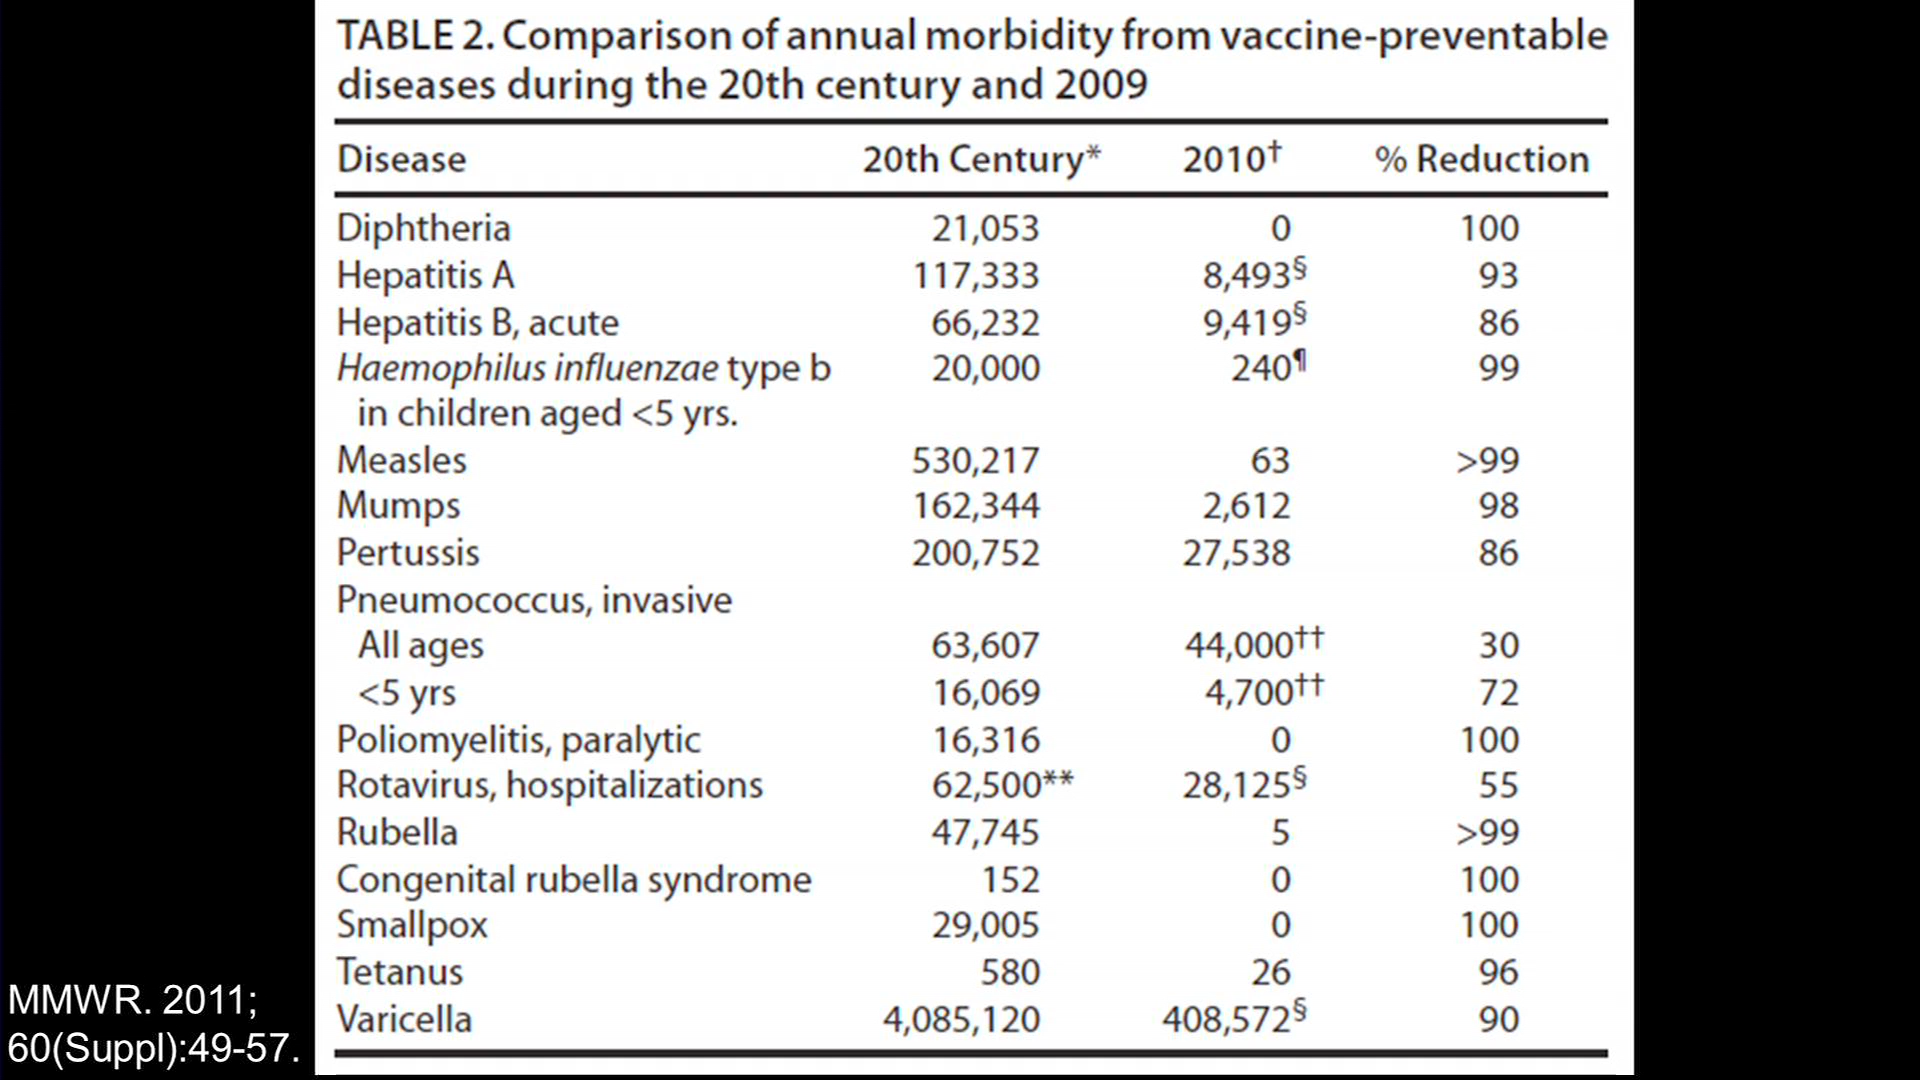 TABLE 2. Comparison of annual morbidity from vaccine-preventable
diseases during the 20th century and 2009
Disease 20th Century* 2010† % Reduction
Diphtheria 21,053 0 100
Hepatitis A 117,333 8,493§ 93
Hepatitis B, acute 66,232 9,419§ 86
Haemophilus influenzae type b 20,000 240¶ 99
in children aged <5 yrs.
Measles 530,217 63 >99
Mumps 162,344 2,612 98
Pertussis 200,752 27,538 86
Pneumococcus, invasive
All ages 63,607 44,000†† 30
<5 yrs 16,069 4,700†† 72
Poliomyelitis, paralytic 16,316 0 100
Rotavirus, hospitalizations 62,500** 28,125§ 55
Rubella 47,745 5 >99
Congenital rubella syndrome 152 0 100
Smallpox 29,005 0 100
Tetanus 580 26 96
Varicella 4,085,120 408,572§ 90
MMWR. 2011;
60(Suppl):49-57.